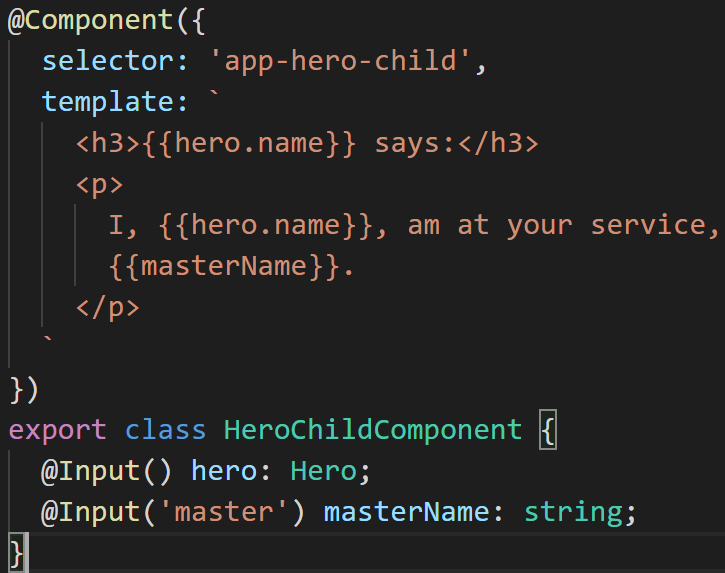 @Component({
  selector: 'app-hero-child',
  template: `
    <h3>{{hero.name}} says:</h3>
    <p>
      I, {{hero.name}}, am at your service,
      {{masterName}}.
    </p>
  `
})
export class HeroChildComponent {
  @Input() hero: Hero;
  @Input('master') masterName: string;
}